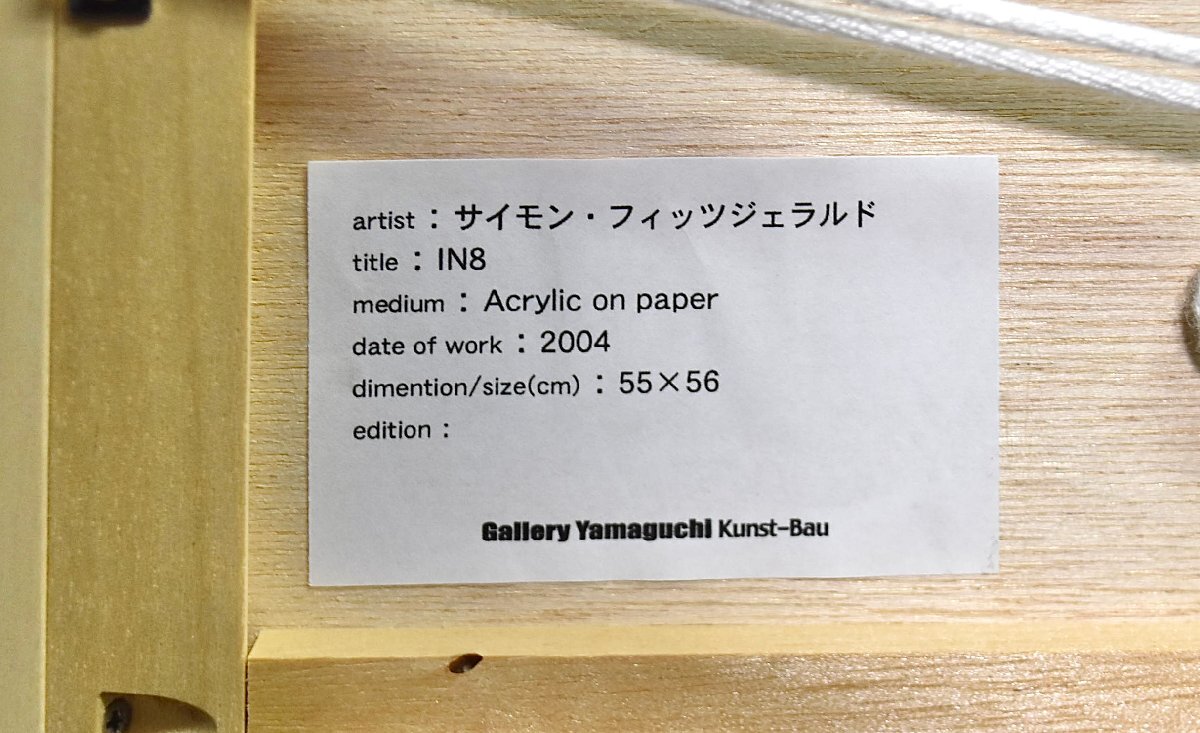 artist : サイモン・フィッツジェラルド
title : IN8
medium : Acrylic on paper
date of work : 2004
dimention/size(cm) : 55×56
edition :
Gallery Yamaguchi Kunst-Bau